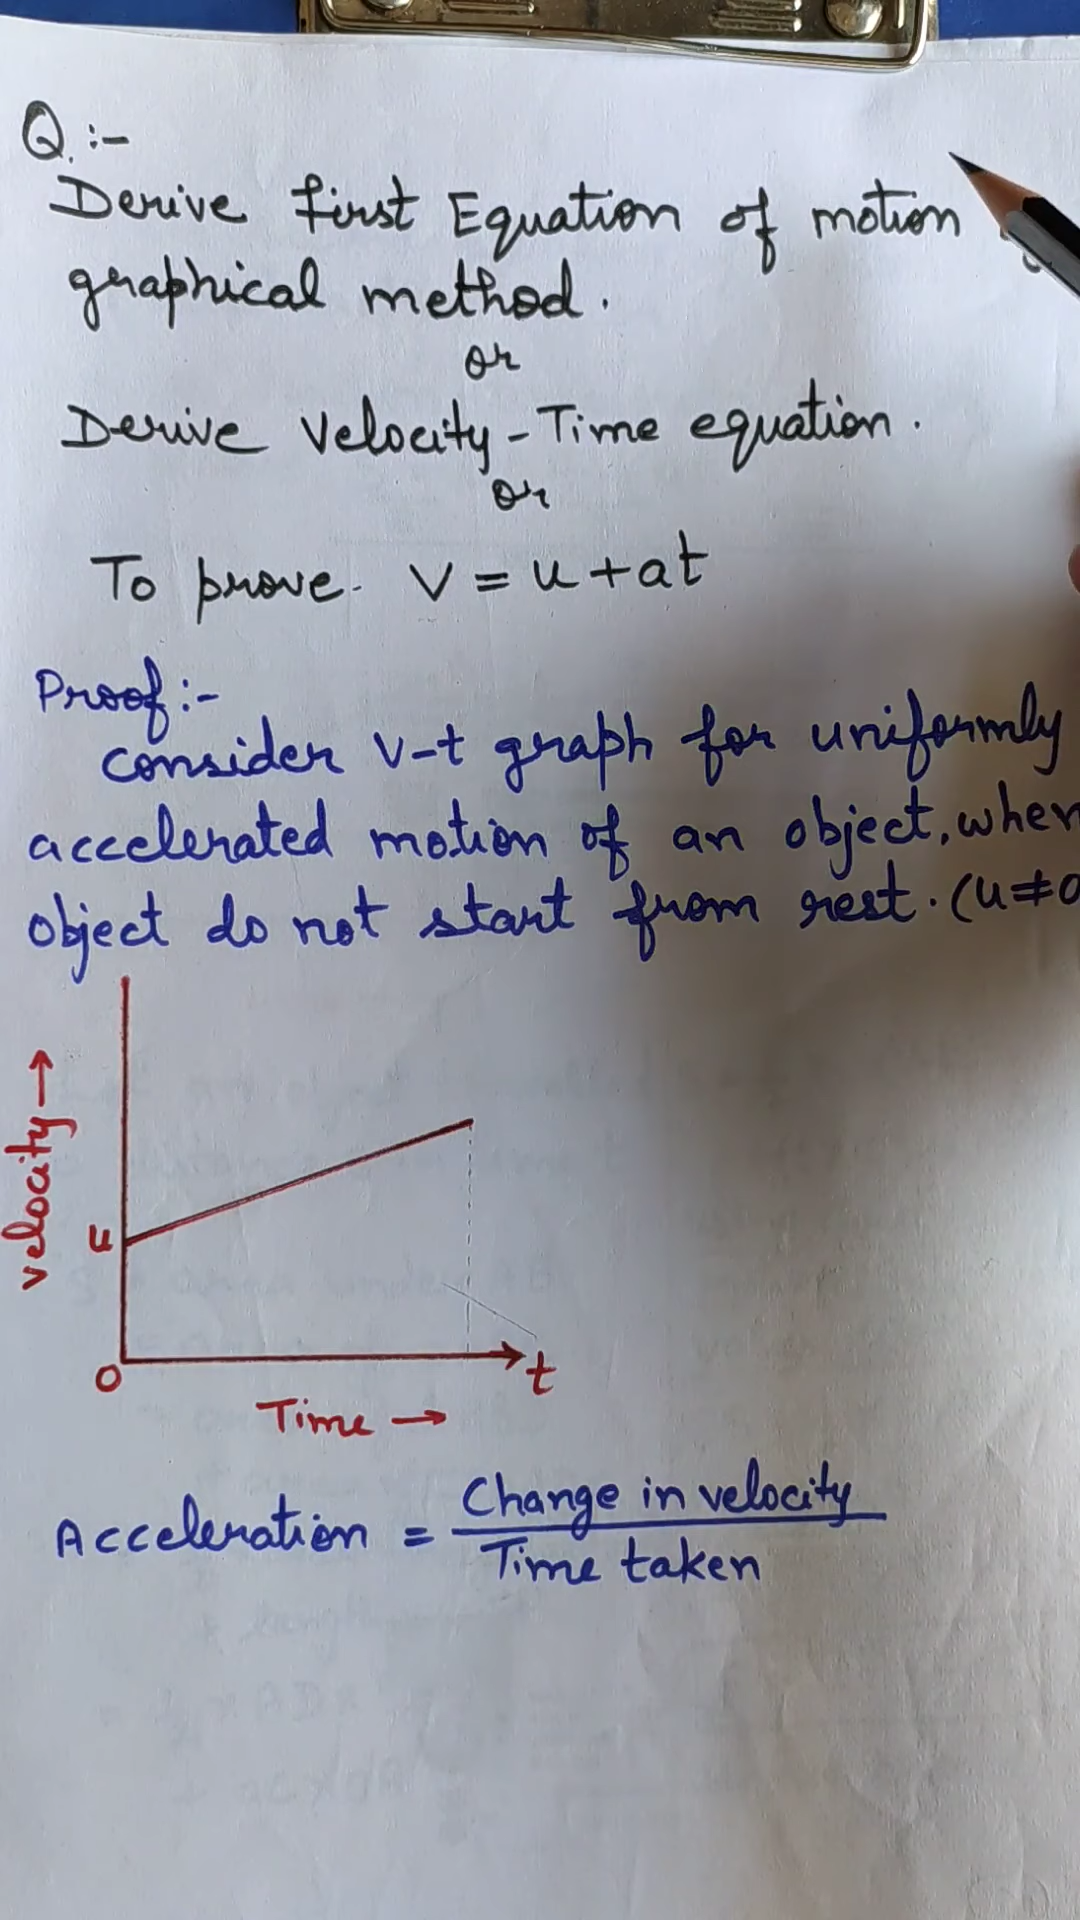 Q.:-
Derive first Equation of motion
graphical method.
or
Derive Velocity-Time equation.
or
To prove. V = u + at
Proof:-
consider v-t graph for uniformly
accelerated motion of an object, when
object do not start from rest. (u≠0
velocity →
u
O
t
Time →
Acceleration = Change in velocity
Time taken